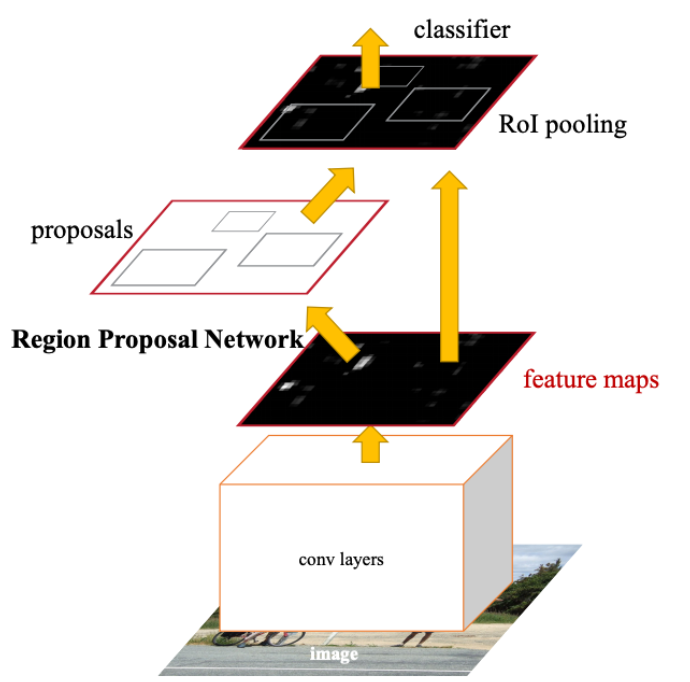 classifier
RoI pooling
proposals
Region Proposal Network
feature maps
conv layers
image